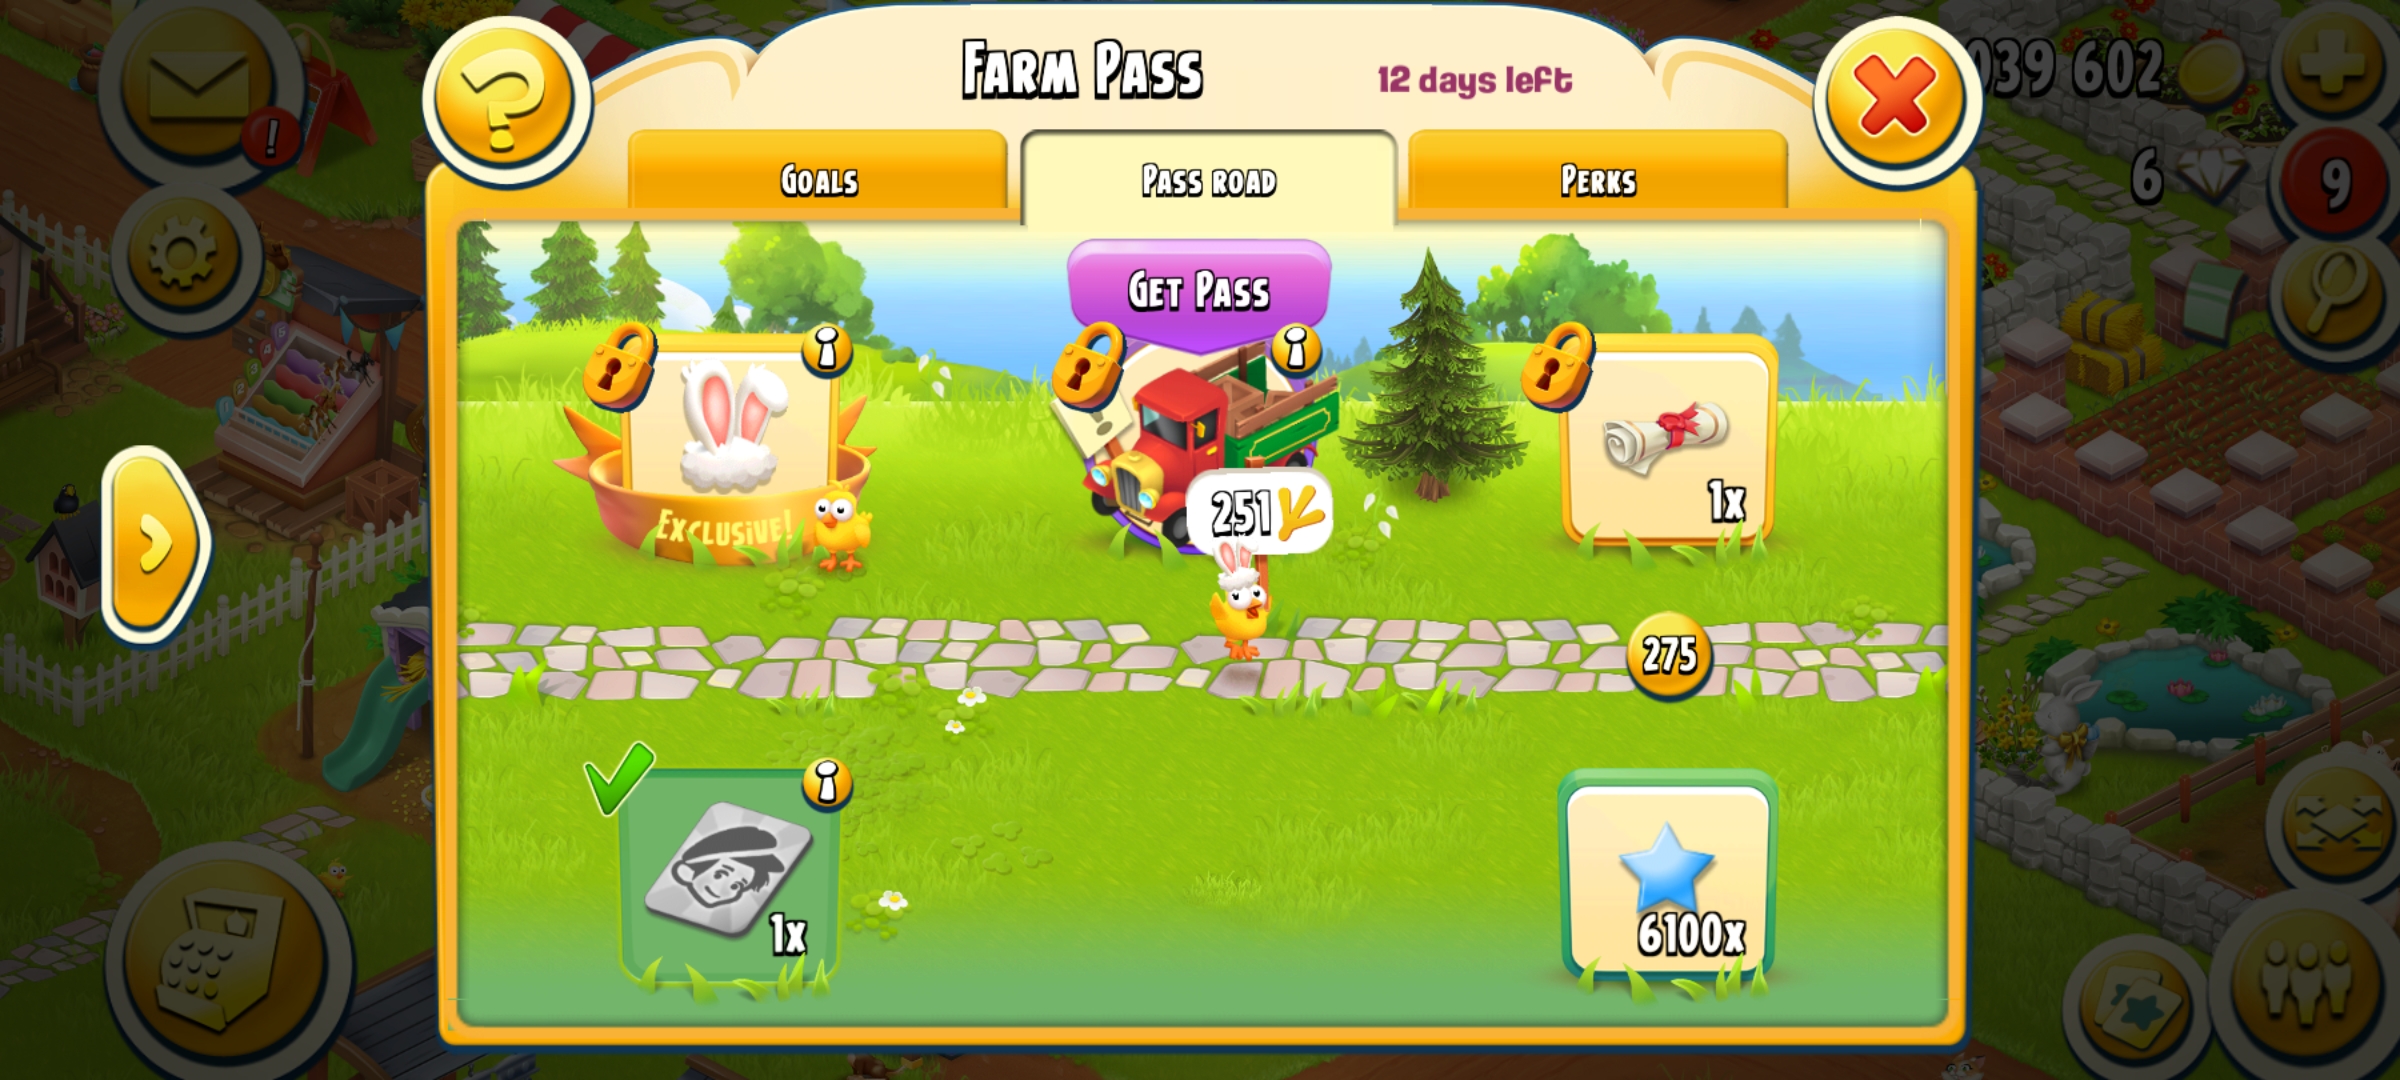 FARM PASS
12 days left
039 602
6
9
GOALS
PASS ROAD
PERKS
GET PASS
EXCLUSIVE!
251
1x
275
1x
6100x